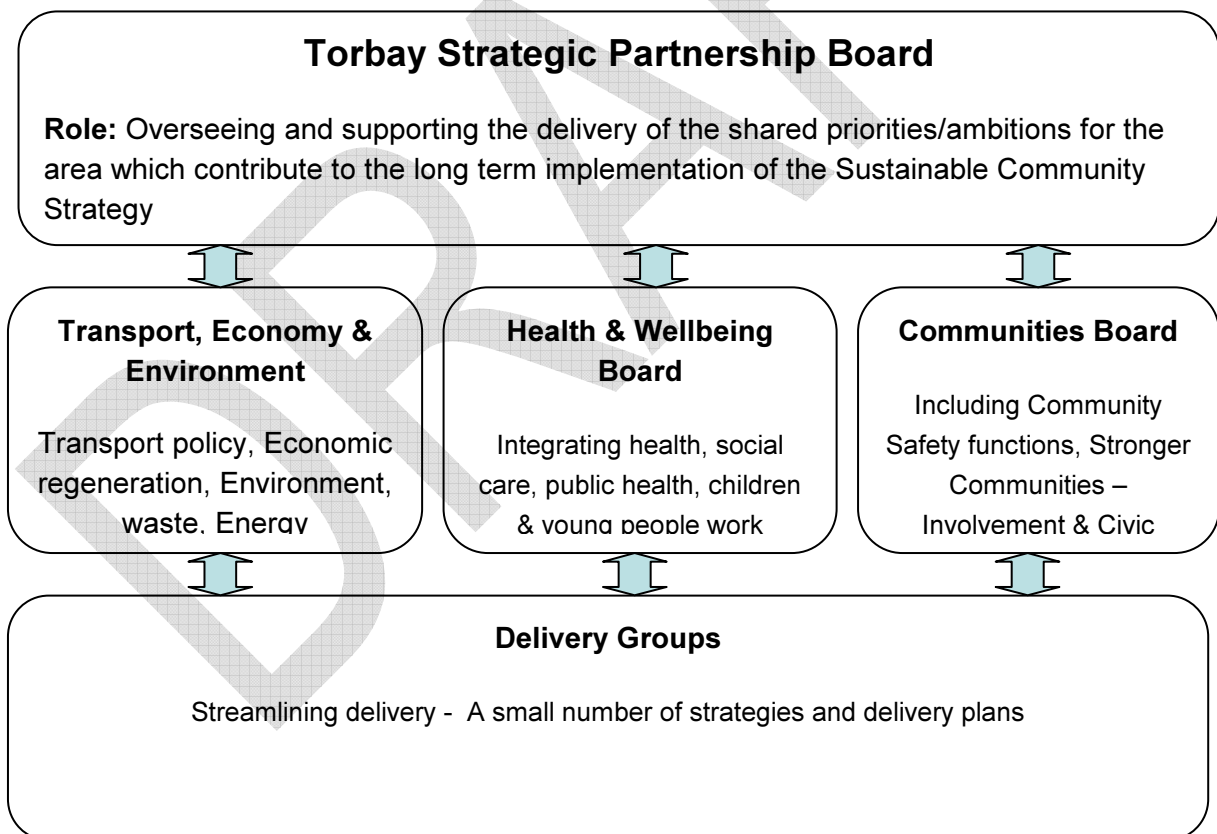 Torbay Strategic Partnership Board
Role: Overseeing and supporting the delivery of the shared priorities/ambitions for the
area which contribute to the long term implementation of the Sustainable Community
Strategy
Transport, Economy &
Environment
Transport policy, Economic
regeneration, Environment,
waste, Energy
Health & Wellbeing
Board
Integrating health, social
care, public health, children
& young people work
Communities Board
Including Community
Safety functions, Stronger
Communities –
Involvement & Civic
Delivery Groups
Streamlining delivery - A small number of strategies and delivery plans
DRA